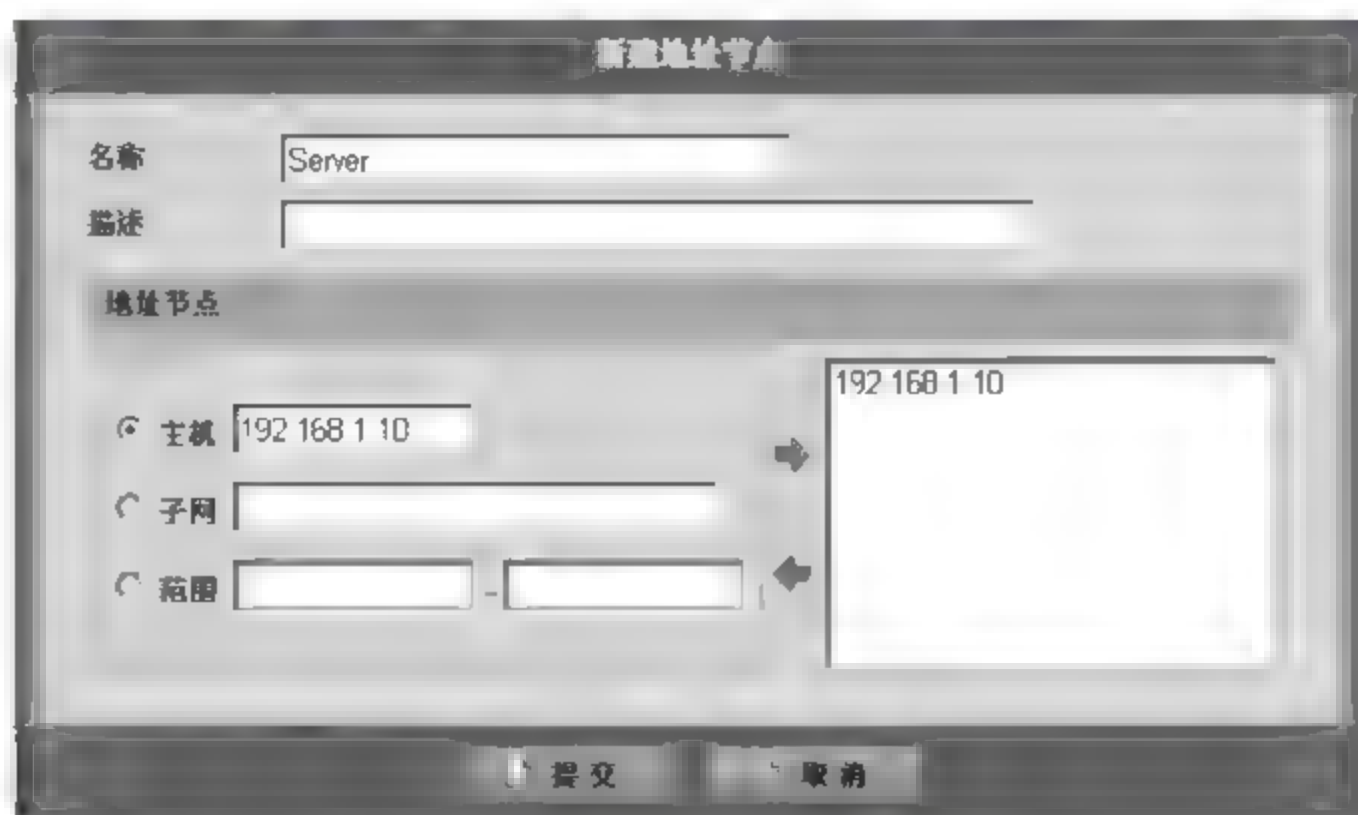 新建地址节点
名称 Server
描述
地址节点
主机 192 168 1 10
192 168 1 10
子网
范围 -
提交 取消